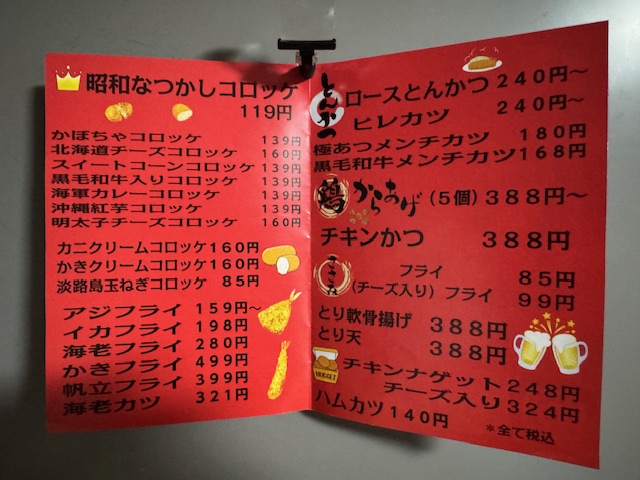 昭和なつかしコロッケ
119円
かぼちゃコロッケ 139円
北海道チーズコロッケ 160円
スイートコーンコロッケ 139円
黒毛和牛入りコロッケ 139円
海軍カレーコロッケ 139円
沖縄紅芋コロッケ 139円
明太子チーズコロッケ 160円
カニクリームコロッケ 160円
かきクリームコロッケ 160円
淡路島玉ねぎコロッケ 85円
アジフライ 159円～
イカフライ 198円
海老フライ 280円
かきフライ 499円
帆立フライ 399円
海老カツ 321円
とんかつ
ロースとんかつ 240円～
ヒレカツ 240円～
極あつメンチカツ 180円
黒毛和牛メンチカツ 168円
鶏 からあげ (5個) 388円～
チキンかつ 388円
ささみ
フライ 85円
(チーズ入り) フライ 99円
とり軟骨揚げ 388円
とり天 388円
NUGGET
チキンナゲット 248円
チーズ入り 324円
ハムカツ 140円
*全て税込